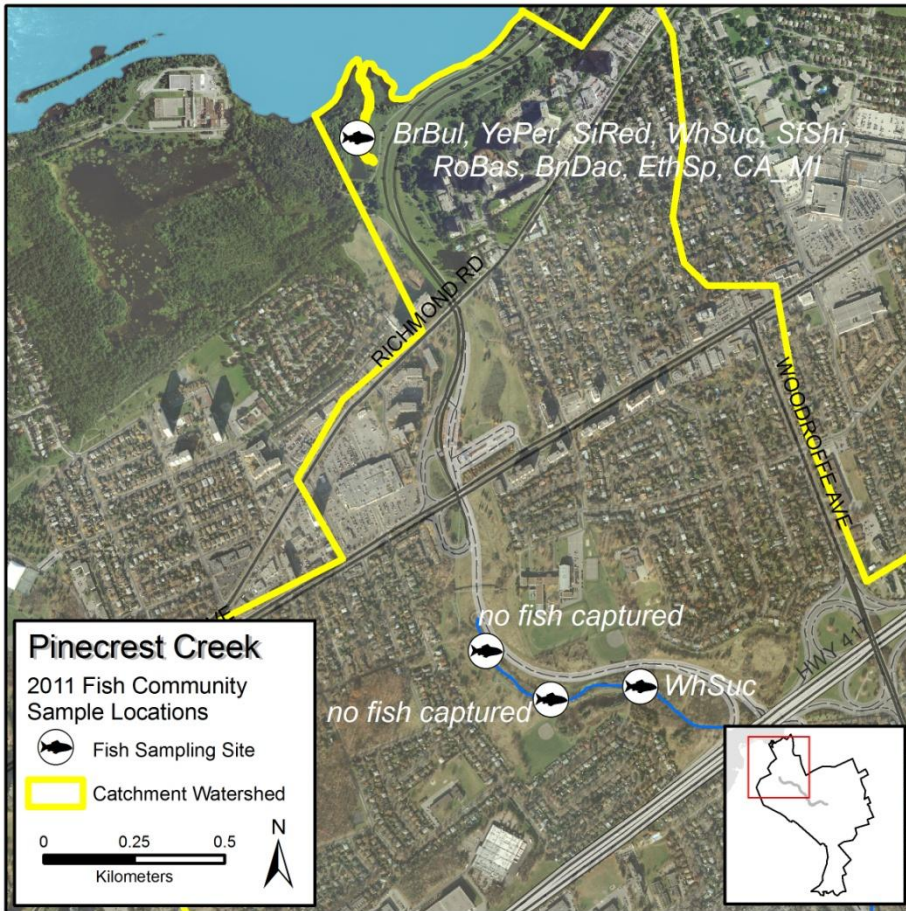 BrBul, YePer, SiRed, WhSuc, SfShi,
RoBas, BnDac, EthSp, CA_MI
RICHMOND RD
WOODROFFE AVE
no fish captured
HWY 417
WhSuc
no fish captured
Pinecrest Creek
2011 Fish Community
Sample Locations
Fish Sampling Site
Catchment Watershed
N
0 0.25 0.5
Kilometers